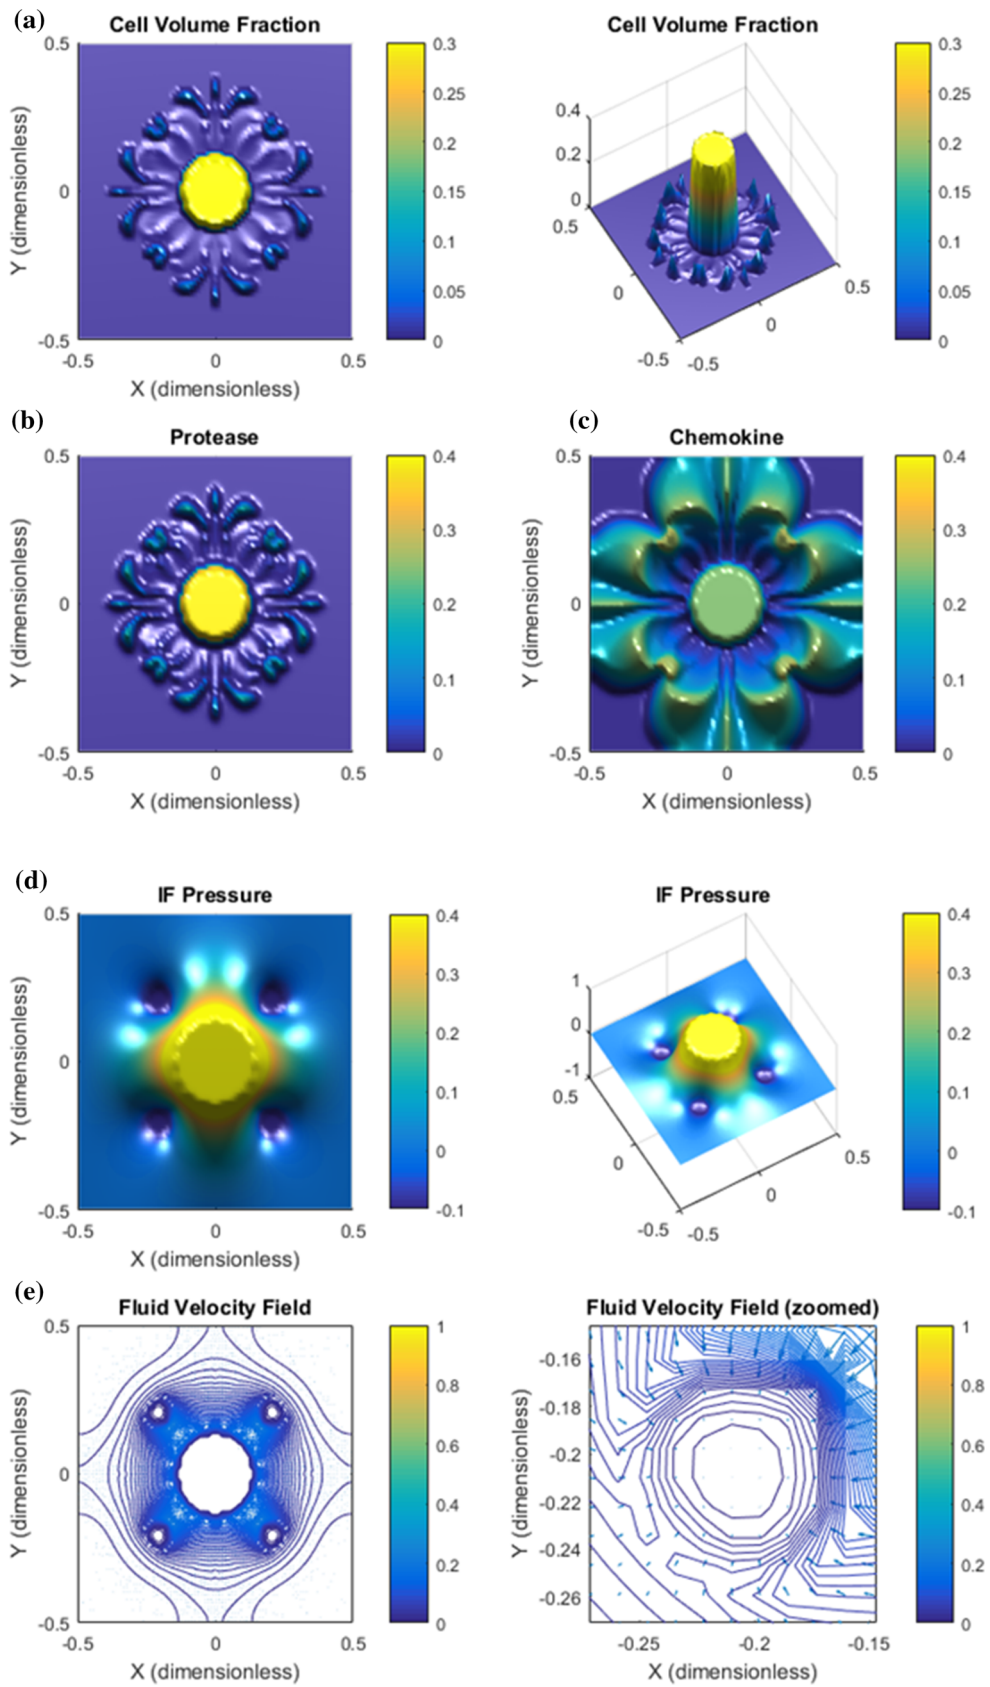 (a)
Cell Volume Fraction
0.5
0
-0.5
-0.5 0 0.5
X (dimensionless)
Y (dimensionless)
0.3
0.25
0.2
0.15
0.1
0.05
0
Cell Volume Fraction
0.4
0.2
0
0.5
0
-0.5
-0.5
0
0.5
0.3
0.25
0.2
0.15
0.1
0.05
0
(b)
Protease
0.5
0
-0.5
-0.5 0 0.5
X (dimensionless)
Y (dimensionless)
0.4
0.3
0.2
0.1
0
(c)
Chemokine
0.5
0
-0.5
-0.5 0 0.5
X (dimensionless)
Y (dimensionless)
0.4
0.3
0.2
0.1
0
(d)
IF Pressure
0.5
0
-0.5
-0.5 0 0.5
X (dimensionless)
Y (dimensionless)
0.4
0.3
0.2
0.1
0
-0.1
IF Pressure
1
0
-1
0.5
0
-0.5
-0.5
0
0.5
0.4
0.3
0.2
0.1
0
-0.1
(e)
Fluid Velocity Field
0.5
0
-0.5
-0.5 0 0.5
X (dimensionless)
Y (dimensionless)
1
0.8
0.6
0.4
0.2
0
Fluid Velocity Field (zoomed)
-0.16
-0.18
-0.2
-0.22
-0.24
-0.26
-0.25 -0.2 -0.15
X (dimensionless)
Y (dimensionless)
1
0.8
0.6
0.4
0.2
0